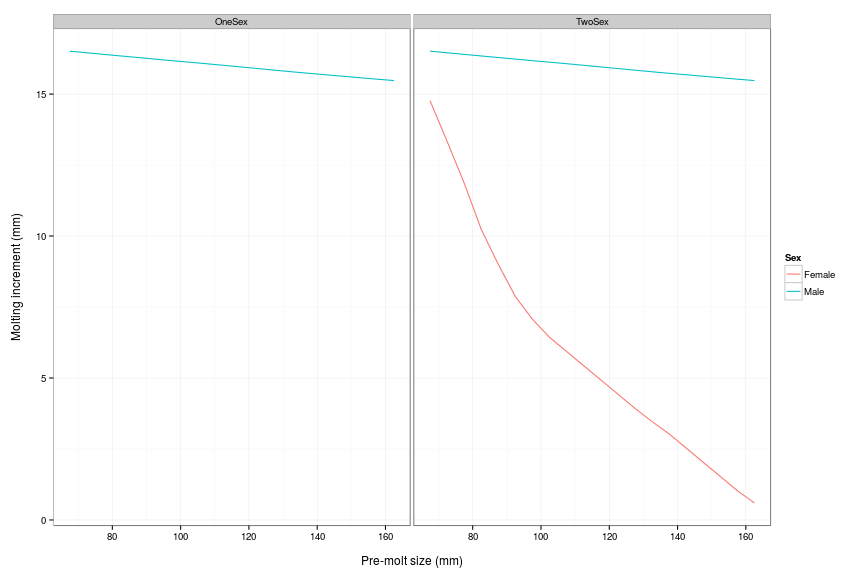 OneSex
TwoSex
15
10
5
0
80
100
120
140
160
80
100
120
140
160
Pre-molt size (mm)
Molting increment (mm)
Sex
Female
Male